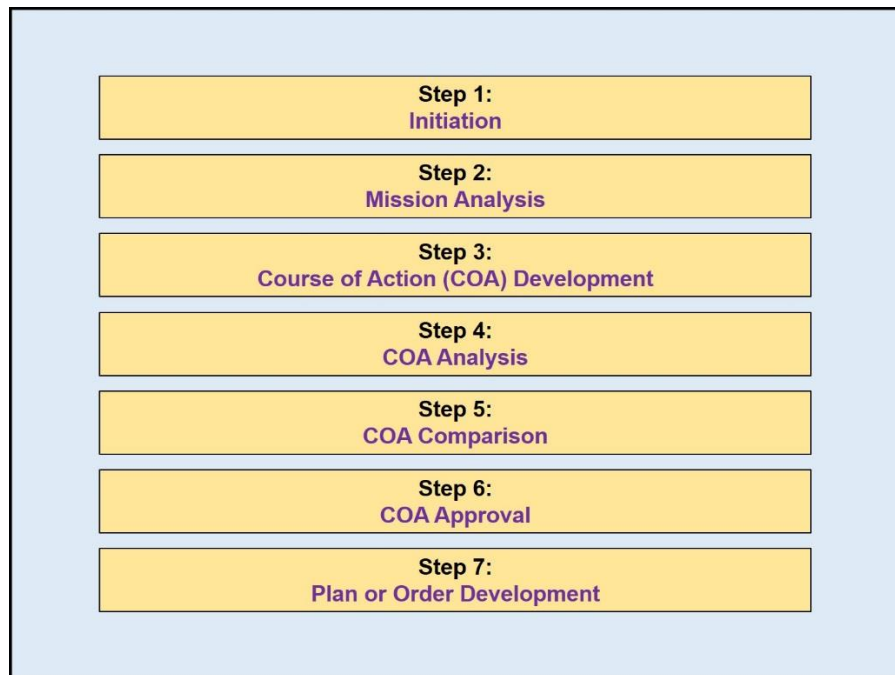 Step 1:
Initiation
Step 2:
Mission Analysis
Step 3:
Course of Action (COA) Development
Step 4:
COA Analysis
Step 5:
COA Comparison
Step 6:
COA Approval
Step 7:
Plan or Order Development